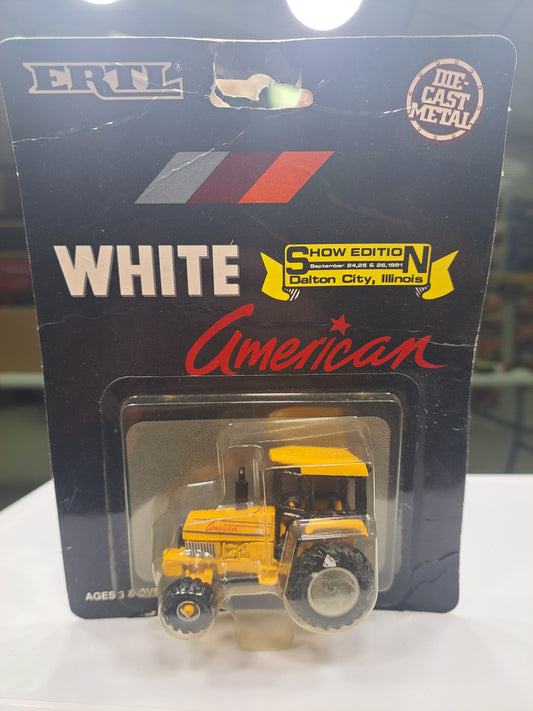 ERTL®
DIE-
CAST
METAL
WHITE
SHOW EDITION
September 24,25 & 26,1991
Dalton City, Illinois
American
American
AGES 3 &